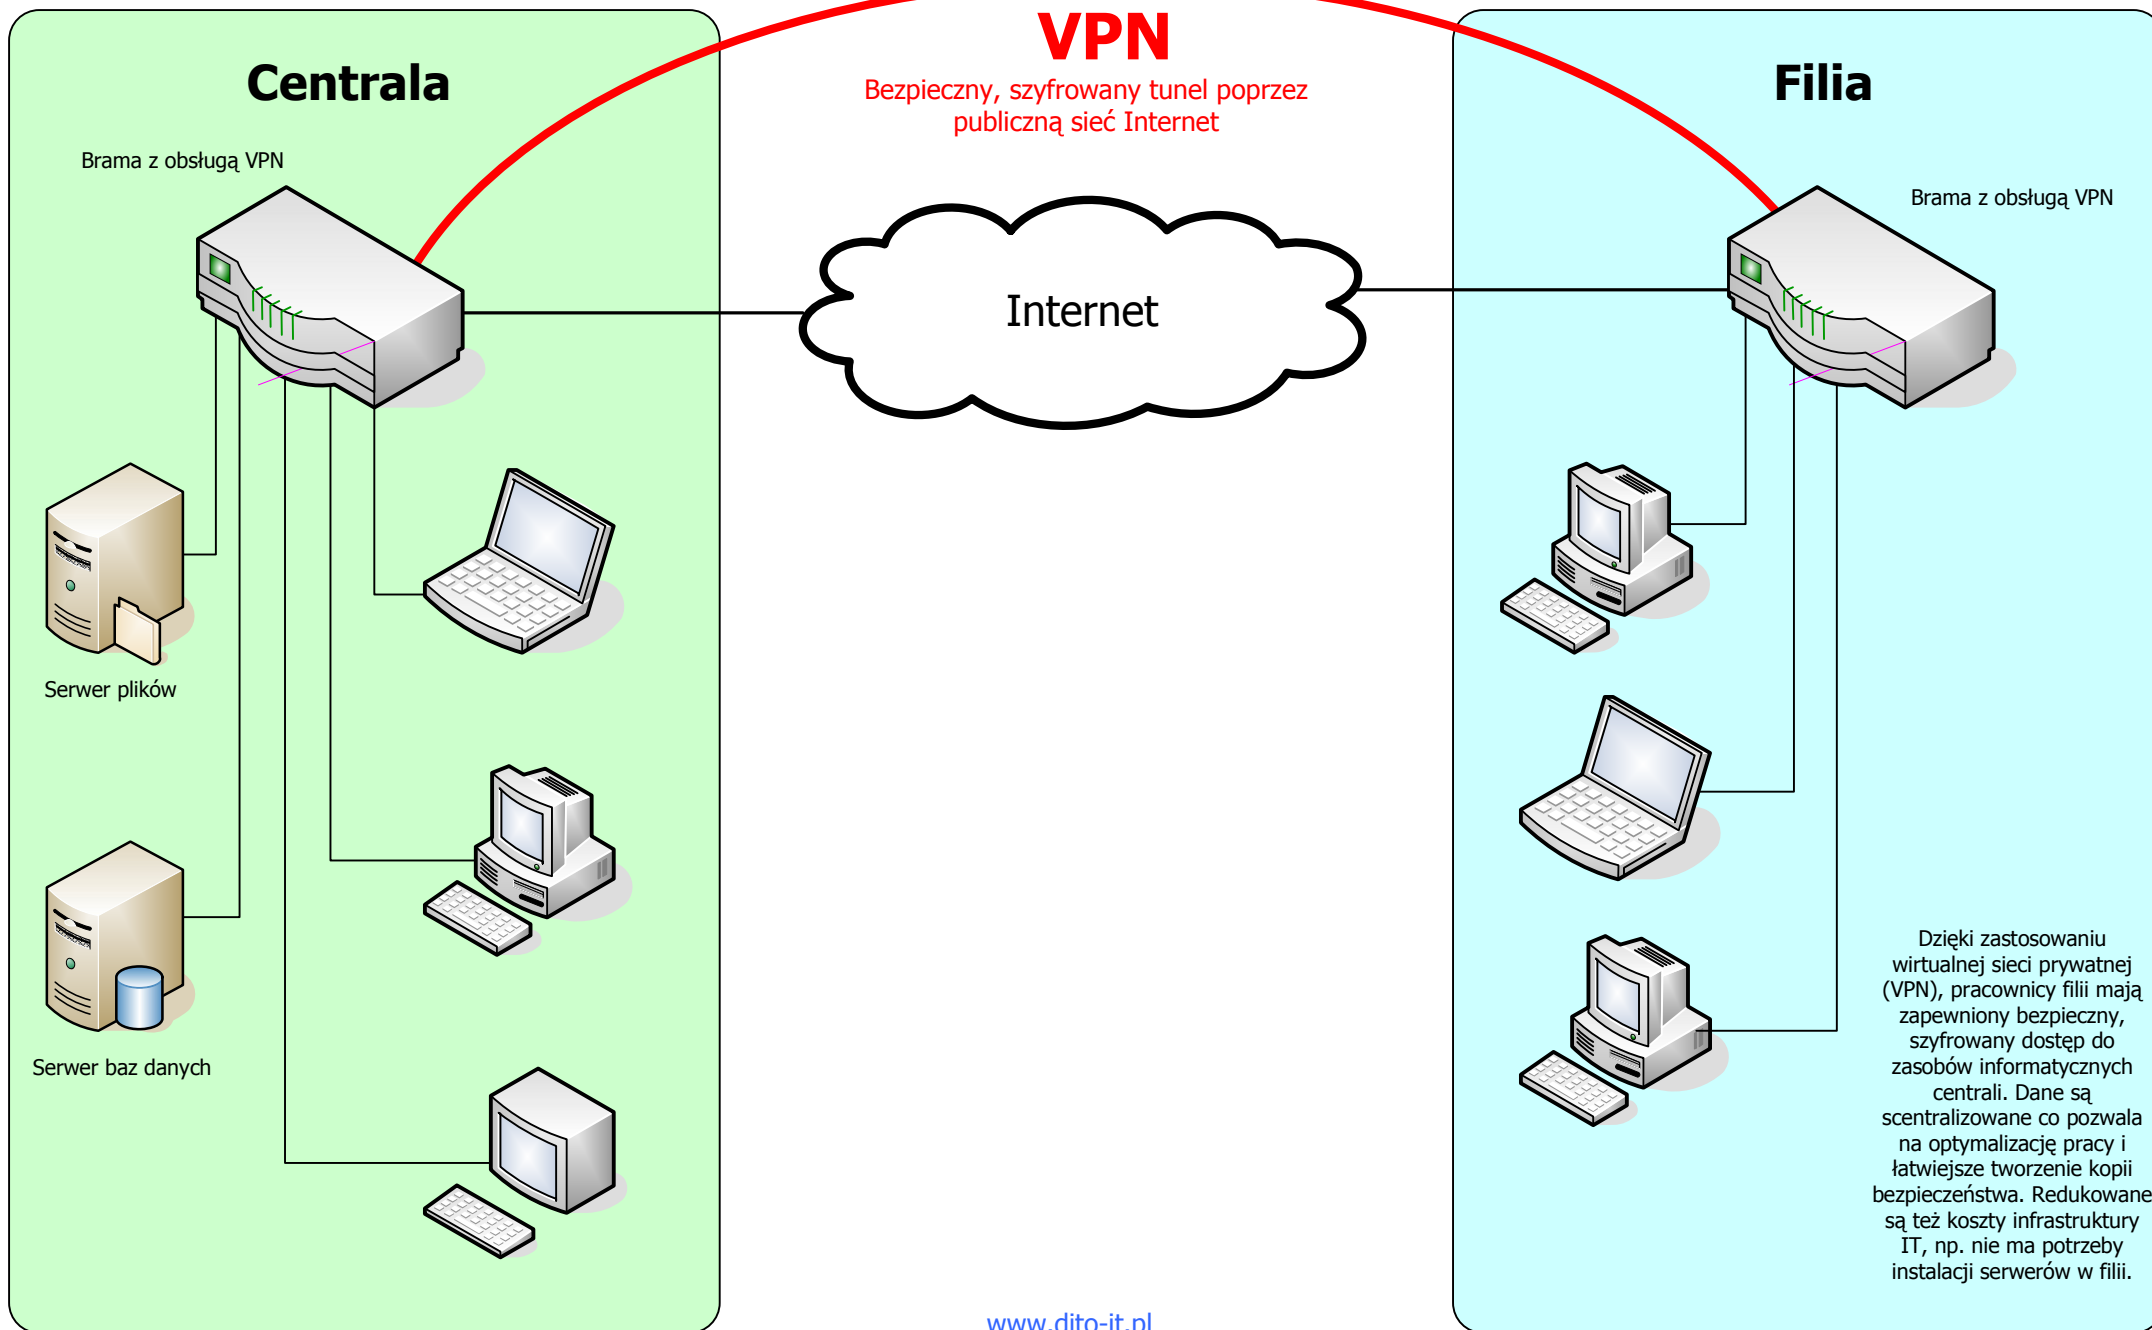 VPN
Bezpieczny, szyfrowany tunel poprzez
publiczną sieć Internet
Centrala
Brama z obsługą VPN
Serwer plików
Serwer baz danych
Internet
Filia
Brama z obsługą VPN
Dzięki zastosowaniu
wirtualnej sieci prywatnej
(VPN), pracownicy filii mają
zapewniony bezpieczny,
szyfrowany dostęp do
zasobów informatycznych
centrali. Dane są
scentralizowane co pozwala
na optymalizację pracy i
łatwiejsze tworzenie kopii
bezpieczeństwa. Redukowane
są też koszty infrastruktury
IT, np. nie ma potrzeby
instalacji serwerów w filii.
www.dito-it.pl